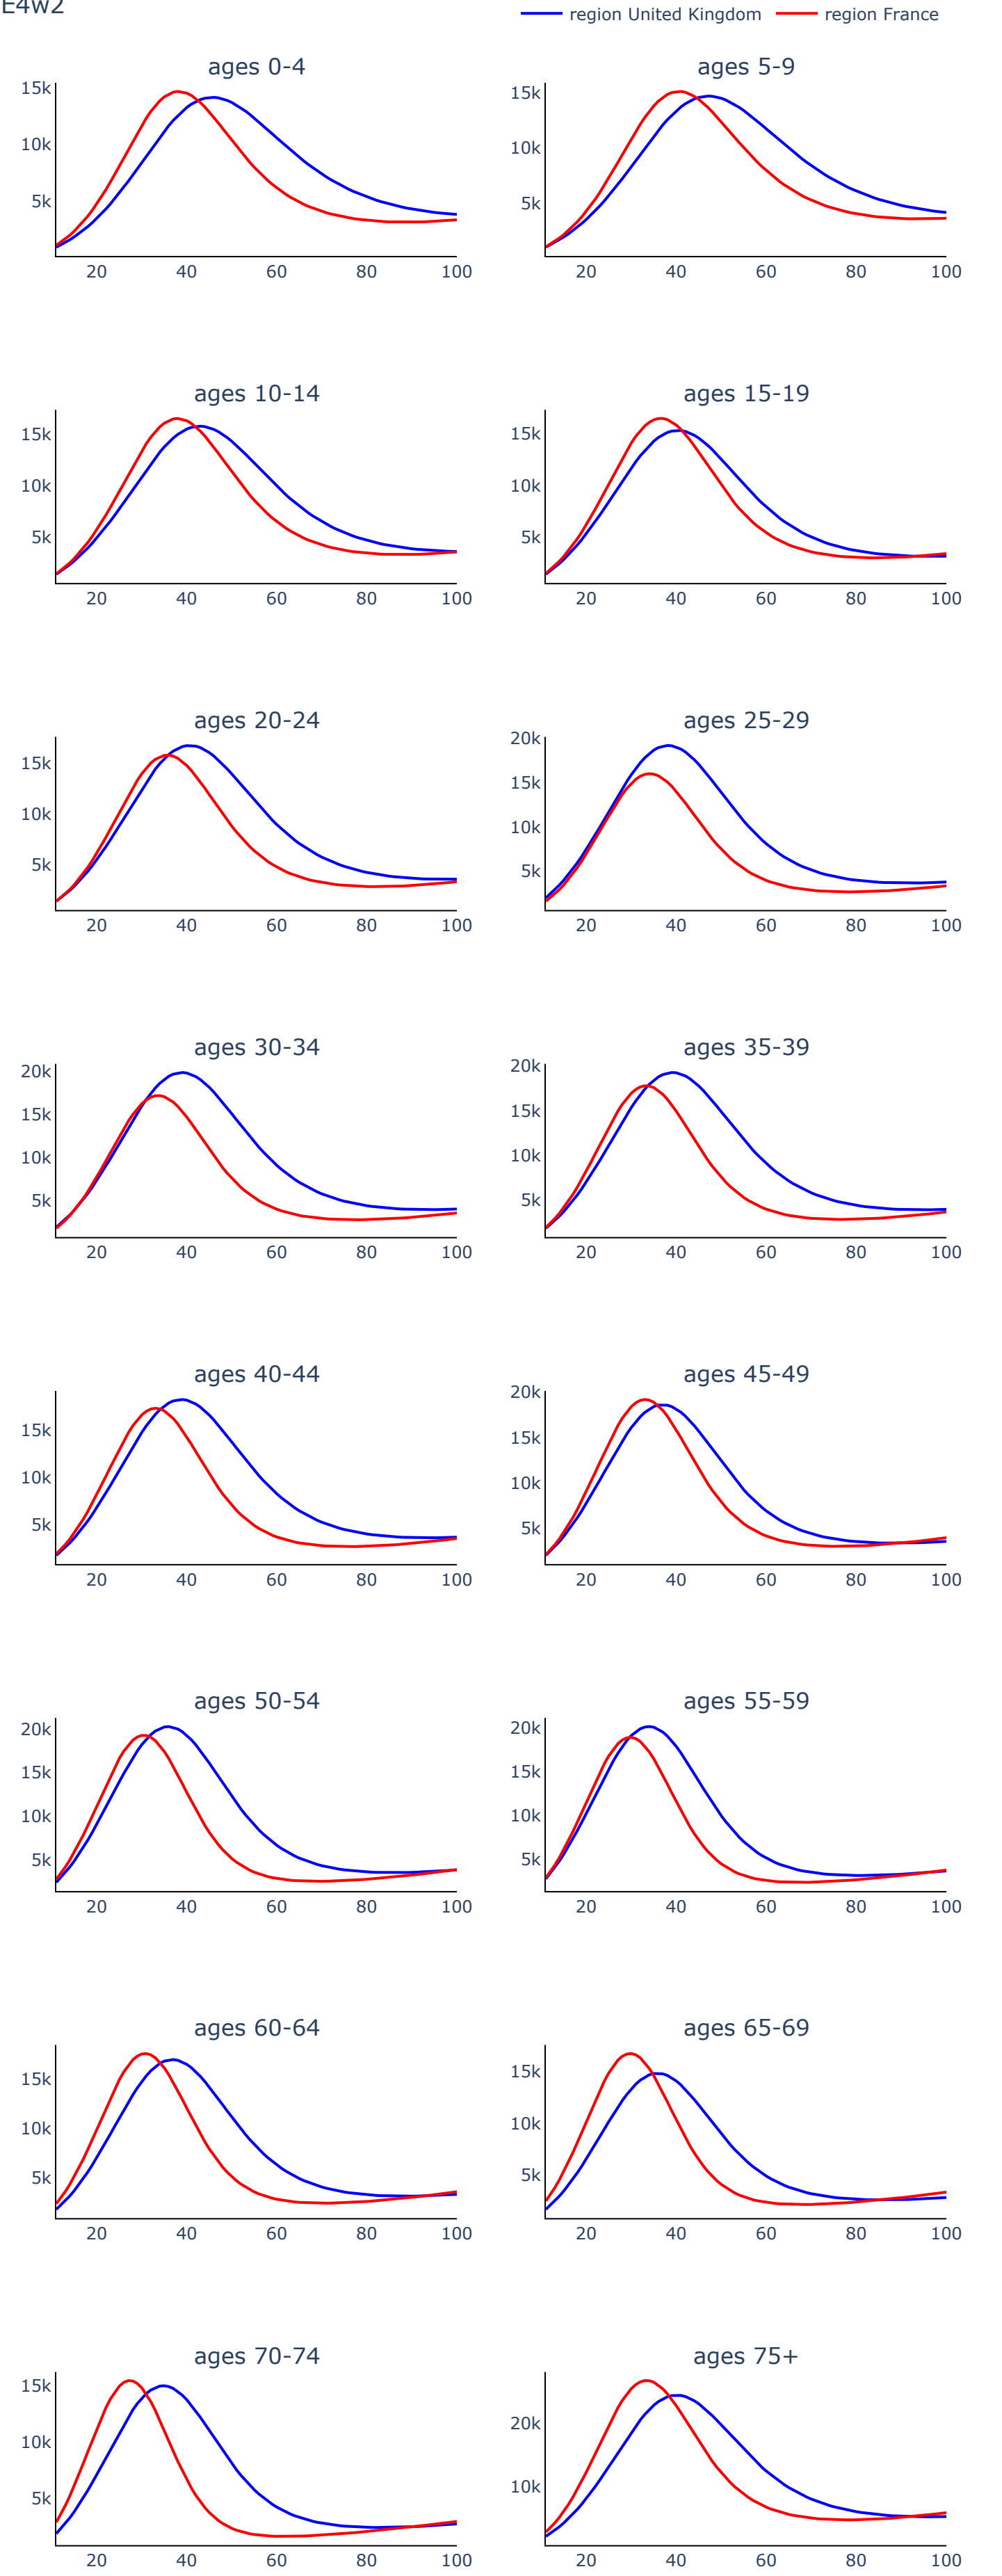 E4w2
region United Kingdom region France
ages 0-4 ages 5-9
15k 15k
10k 10k
5k 5k
20 40 60 80 100 20 40 60 80 100
ages 10-14 ages 15-19
15k 15k
10k 10k
5k 5k
20 40 60 80 100 20 40 60 80 100
ages 20-24 ages 25-29
20k
15k 15k
10k 10k
5k 5k
20 40 60 80 100 20 40 60 80 100
ages 30-34 ages 35-39
20k 20k
15k 15k
10k 10k
5k 5k
20 40 60 80 100 20 40 60 80 100
ages 40-44 ages 45-49
20k
15k 15k
10k 10k
5k 5k
20 40 60 80 100 20 40 60 80 100
ages 50-54 ages 55-59
20k 20k
15k 15k
10k 10k
5k 5k
20 40 60 80 100 20 40 60 80 100
ages 60-64 ages 65-69
15k 15k
10k 10k
5k 5k
20 40 60 80 100 20 40 60 80 100
ages 70-74 ages 75+
15k
20k
10k
10k
5k
20 40 60 80 100 20 40 60 80 100